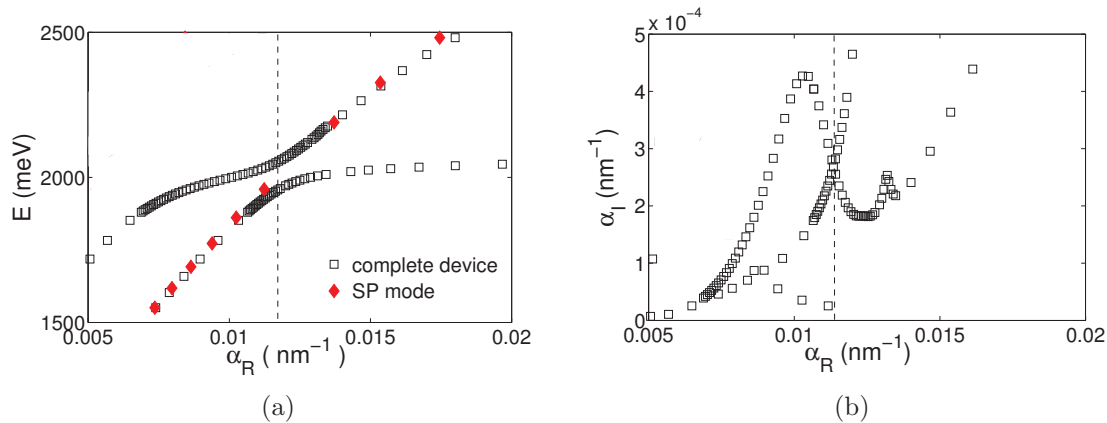 2500
2000
1500
E (meV)
0.005
0.01
0.015
0.02
α_R ( nm⁻¹)
complete device
SP mode
(a)
5 x 10⁻⁴
4
3
2
1
0
α_I (nm⁻¹)
0.005
0.01
0.015
0.02
α_R (nm⁻¹)
(b)